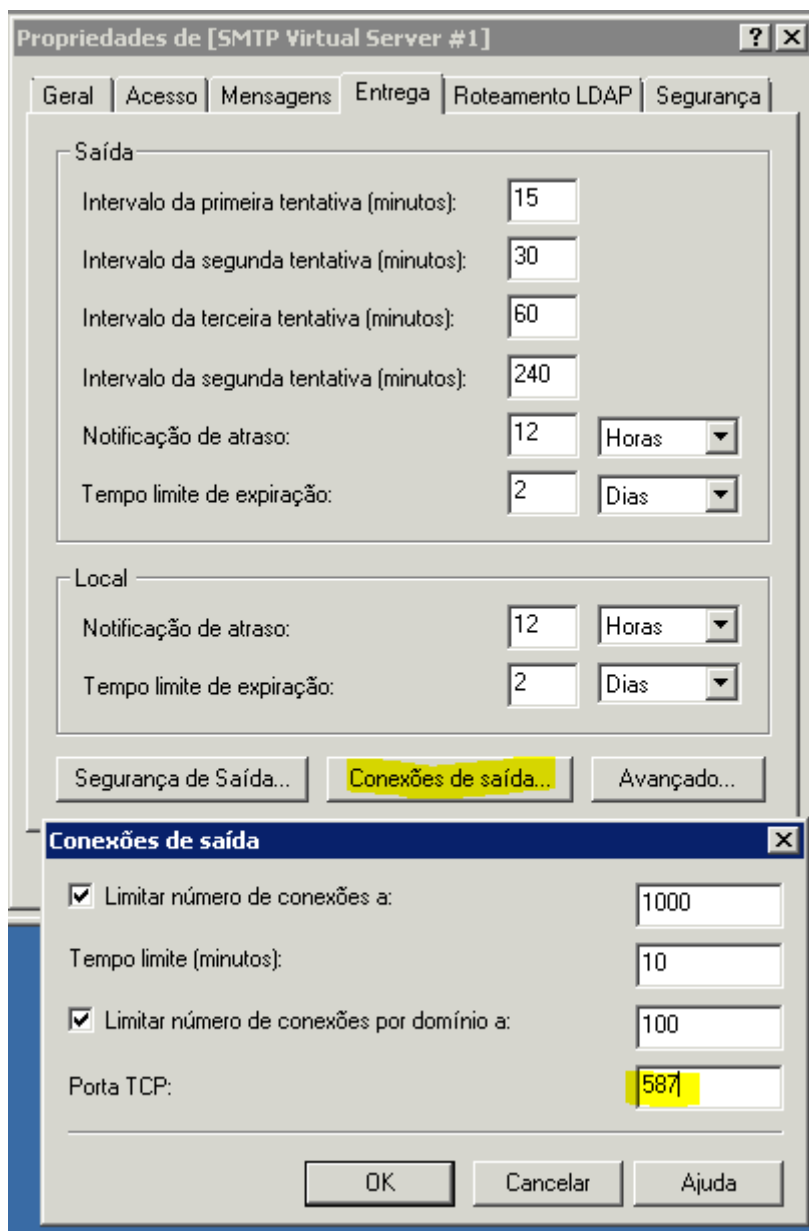 Propriedades de [SMTP Virtual Server #1]
Geral Acesso Mensagens Entrega Roteamento LDAP Segurança
Saída
Intervalo da primeira tentativa (minutos): 15
Intervalo da segunda tentativa (minutos): 30
Intervalo da terceira tentativa (minutos): 60
Intervalo da segunda tentativa (minutos): 240
Notificação de atraso: 12 Horas
Tempo limite de expiração: 2 Dias
Local
Notificação de atraso: 12 Horas
Tempo limite de expiração: 2 Dias
Segurança de Saída... Conexões de saída... Avançado...
Conexões de saída
Limitar número de conexões a: 1000
Tempo limite (minutos): 10
Limitar número de conexões por domínio a: 100
Porta TCP: 587
OK Cancelar Ajuda